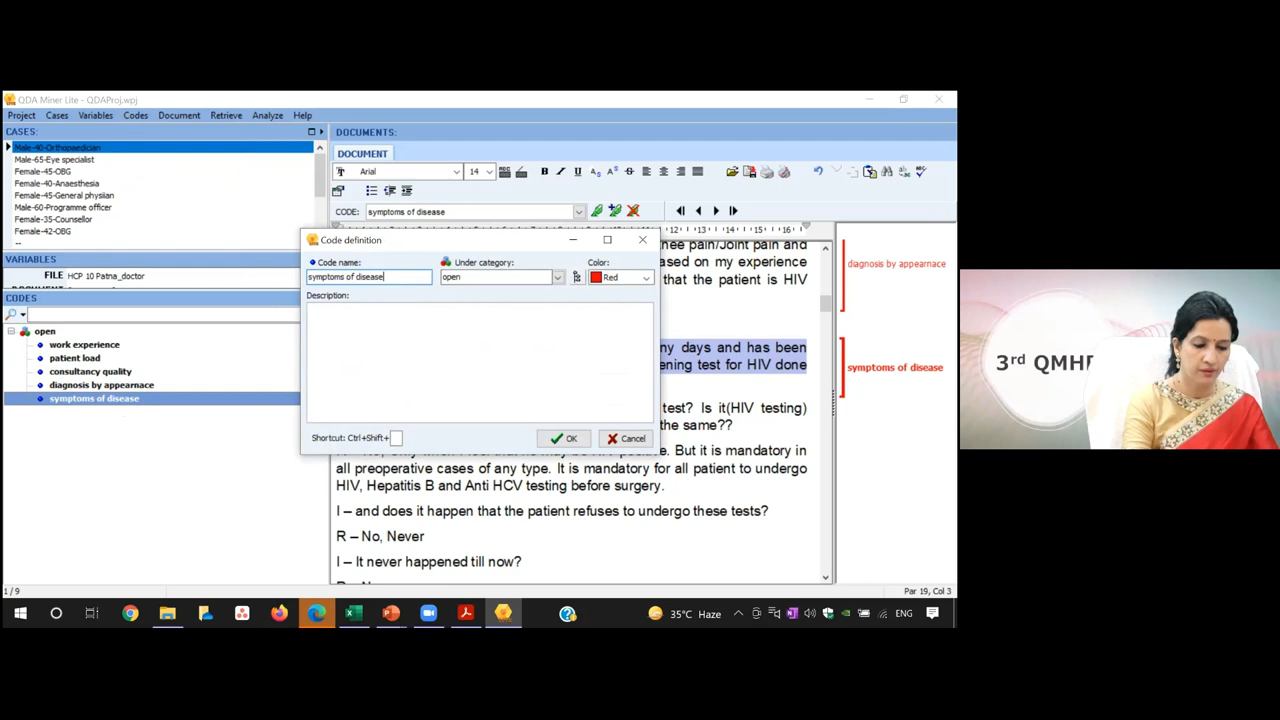 QDA Miner Lite - QDAProj.wpj
Project Cases Variables Codes Document Retrieve Analyze Help
CASES:
Male-40-Orthopaedician
Male-65-Eye specialist
Female-45-OBG
Female-40-Anaesthesia
Female-45-General physiian
Male-60-Programme officer
Female-35-Counsellor
Female-42-OBG
--
VARIABLES
FILE HCP 10 Patna_doctor
CODES
open
work experience
patient load
consultancy quality
diagnosis by appearnace
symptoms of disease
DOCUMENTS:
DOCUMENT
Arial 14
CODE: symptoms of disease
11 12 13 14 15 16
nee pain/Joint pain and
ased on my experience
that the patient is HIV
ny days and has been
ening test for HIV done
test? Is it(HIV testing)
the same??
But it is mandatory in
all preoperative cases of any type. It is mandatory for all patient to undergo
HIV, Hepatitis B and Anti HCV testing before surgery.
I – and does it happen that the patient refuses to undergo these tests?
R – No, Never
I – It never happened till now?
diagnosis by appearnace
symptoms of disease
Code definition
Code name: Under category: Color:
symptoms of disease open Red
Description:
Shortcut: Ctrl+Shift+ OK Cancel
1 / 9 Par 19, Col 3
35°C Haze ENG
3rd QMHR